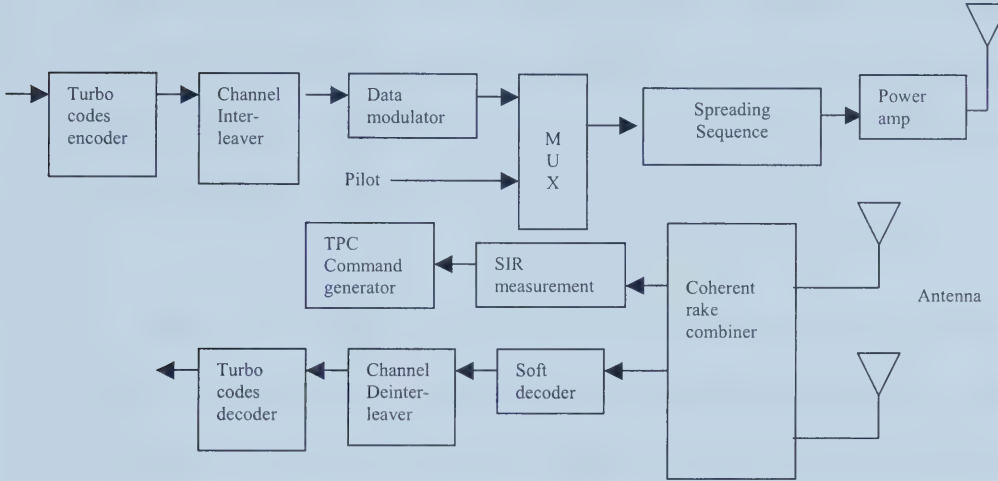 Turbo
codes
encoder
Channel
Inter-
leaver
Data
modulator
M
U
X
Spreading
Sequence
Power
amp
Pilot
TPC
Command
generator
SIR
measurement
Coherent
rake
combiner
Antenna
Turbo
codes
decoder
Channel
Deinter-
leaver
Soft
decoder